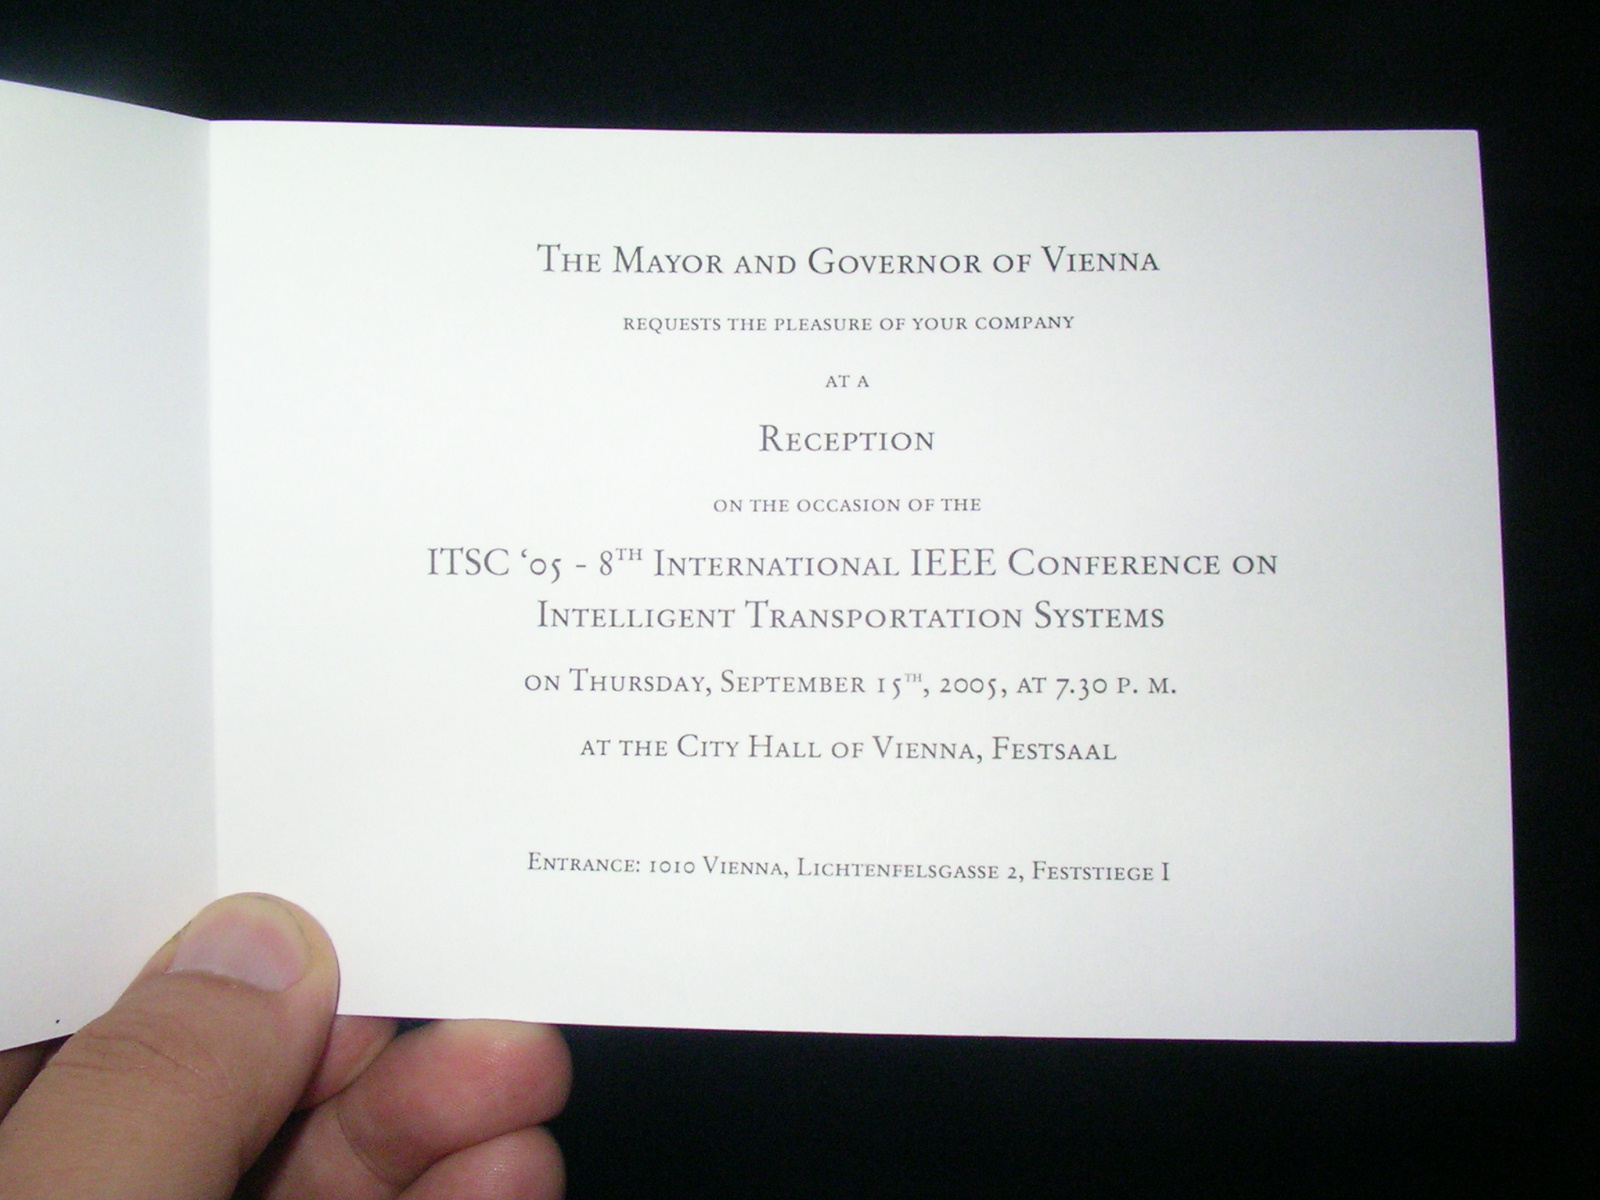 The Mayor and Governor of Vienna
requests the pleasure of your company
at a
Reception
on the occasion of the
ITSC ‘05 - 8TH International IEEE Conference on
Intelligent Transportation Systems
on Thursday, September 15TH, 2005, at 7.30 p. m.
at the City Hall of Vienna, Festsaal
Entrance: 1010 Vienna, Lichtenfelsgasse 2, Feststiege I